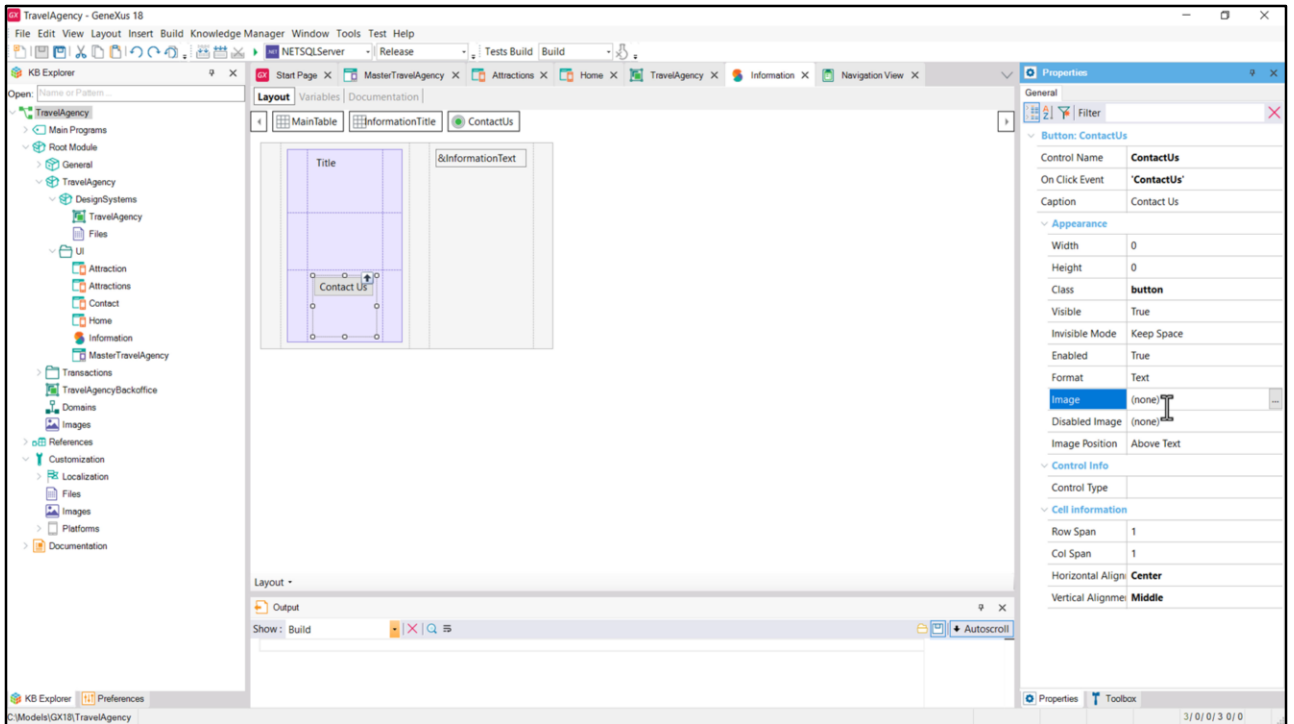 TravelAgency - GeneXus 18
File Edit View Layout Insert Build Knowledge Manager Window Tools Test Help
NETSQLServer Release Tests Build Build
KB Explorer
Open: Name or Pattern ...
TravelAgency
Main Programs
Root Module
General
TravelAgency
DesignSystems
TravelAgency
Files
UI
Attraction
Attractions
Contact
Home
Information
MasterTravelAgency
Transactions
TravelAgencyBackoffice
Domains
Images
References
Customization
Localization
Files
Images
Platforms
Documentation
KB Explorer Preferences
Start Page MasterTravelAgency Attractions Home TravelAgency Information Navigation View
Layout Variables Documentation
MainTable InformationTitle ContactUs
Title
&InformationText
Contact Us
Layout
Output
Show: Build
Autoscroll
Properties
General
Filter
Button: ContactUs
Control Name ContactUs
On Click Event 'ContactUs'
Caption Contact Us
Appearance
Width 0
Height 0
Class button
Visible True
Invisible Mode Keep Space
Enabled True
Format Text
Image (none)
Disabled Image (none)
Image Position Above Text
Control Info
Control Type
Cell information
Row Span 1
Col Span 1
Horizontal Align Center
Vertical Alignme Middle
Properties Toolbox
C:\Models\GX18\TravelAgency
3/ 0/ 0/ 3 0/ 0